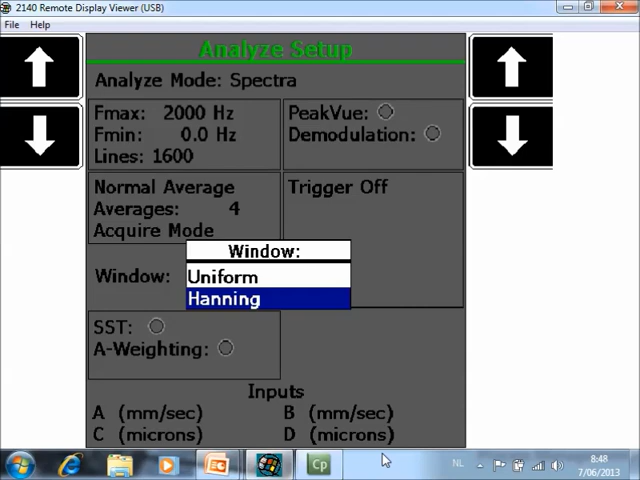 2140 Remote Display Viewer (USB)
File Help
Analyze Setup
Analyze Mode: Spectra
Fmax: 2000 Hz
Fmin: 0.0 Hz
Lines: 1600
PeakVue:
Demodulation:
Normal Average
Averages: 4
Acquire Mode
Trigger Off
Window:
Window:
Uniform
Hanning
SST:
A-Weighting:
Inputs
A (mm/sec) B (mm/sec)
C (microns) D (microns)
Cp
NL
8:48
7/06/2013